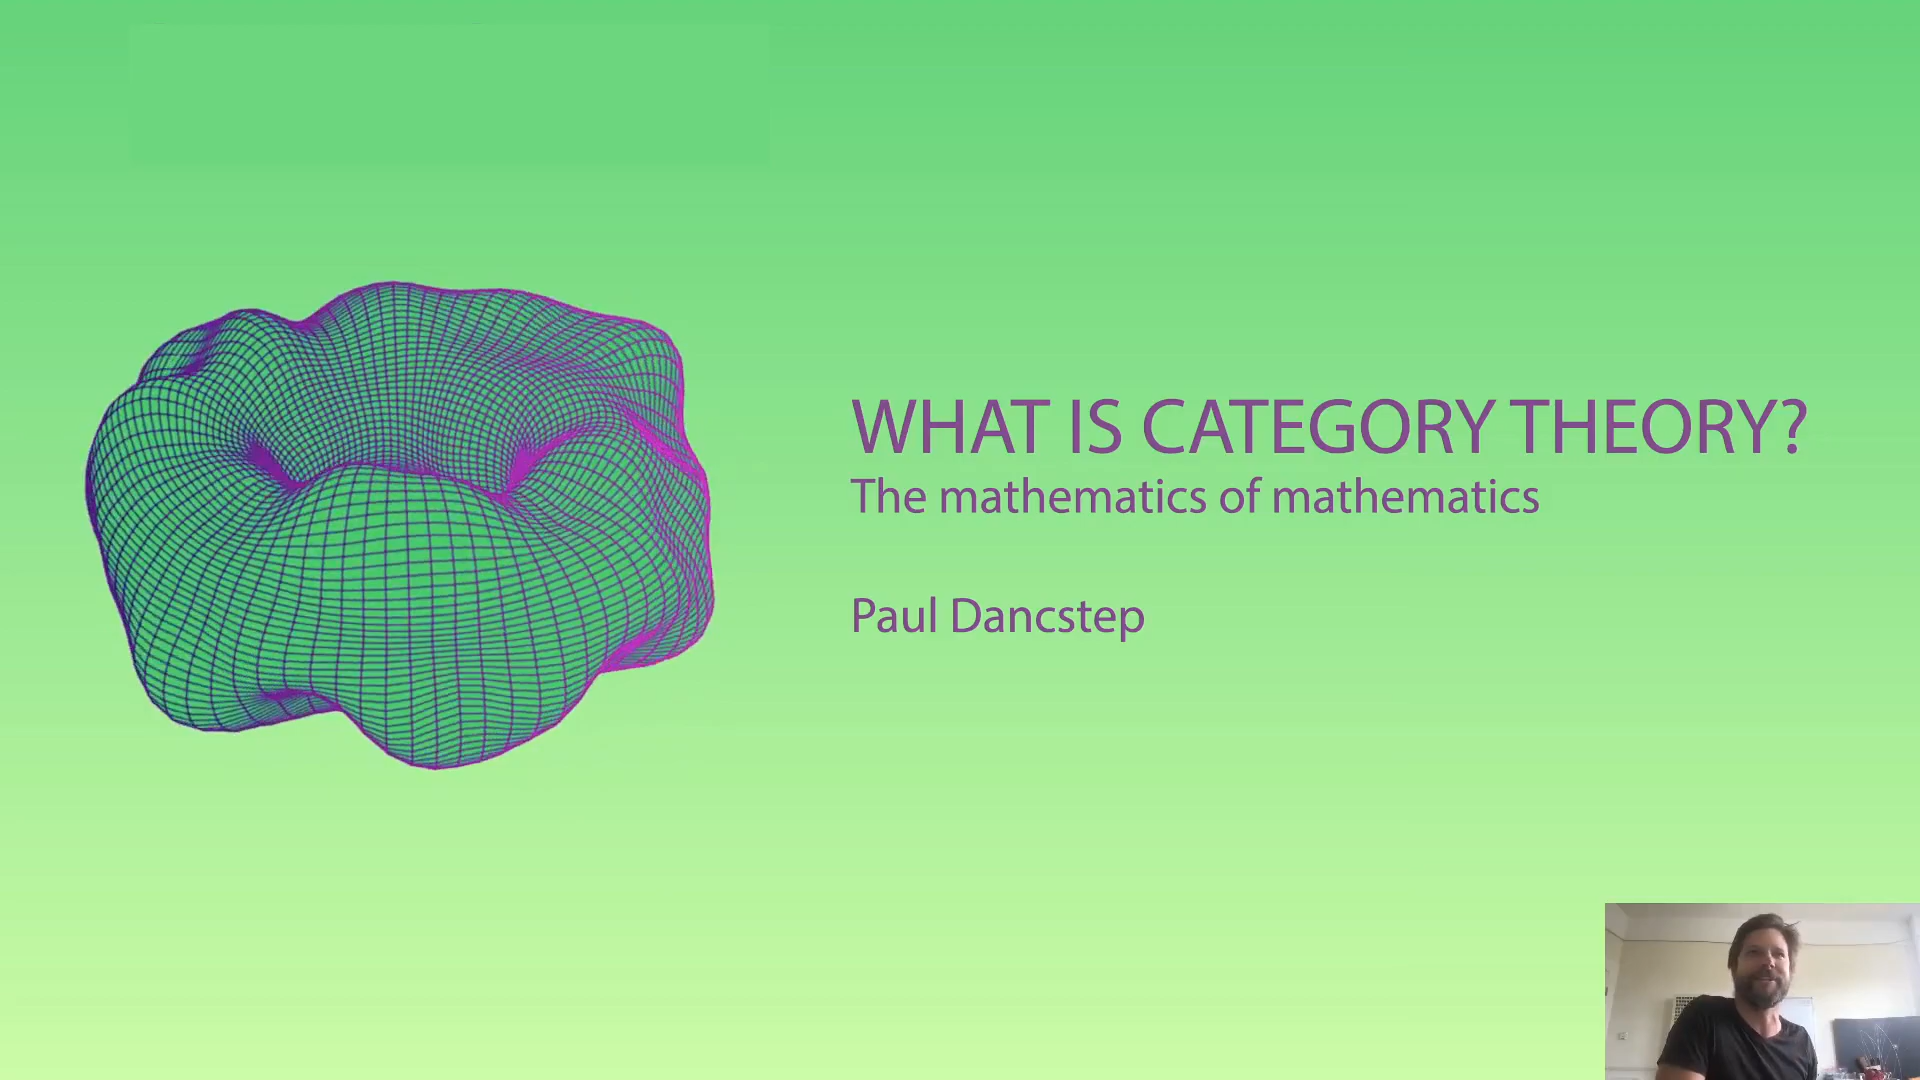 WHAT IS CATEGORY THEORY?
The mathematics of mathematics
Paul Dancstep